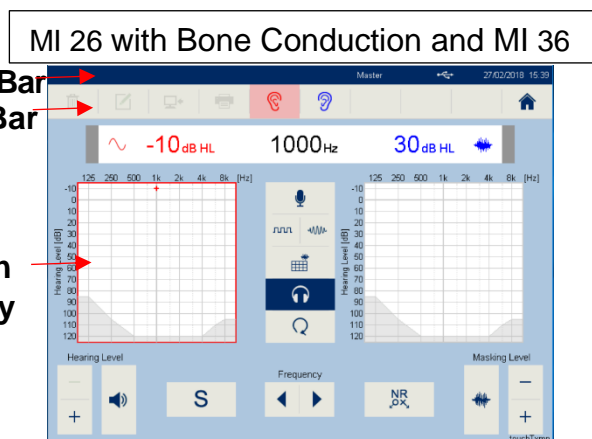 MI 26 with Bone Conduction and MI 36
Bar
Master 27/02/2018 15:39
Bar
-10 dB HL 1000 Hz 30 dB HL
125 250 500 1k 2k 4k 8k [Hz]
-10
0
10
20
30
40
50
60
70
80
90
100
110
120
Hearing Level [dB]
125 250 500 1k 2k 4k 8k [Hz]
-10
0
10
20
30
40
50
60
70
80
90
100
110
120
Hearing Level [dB]
n
y
Hearing Level
Frequency
Masking Level
S
NR
OX
touchTymp